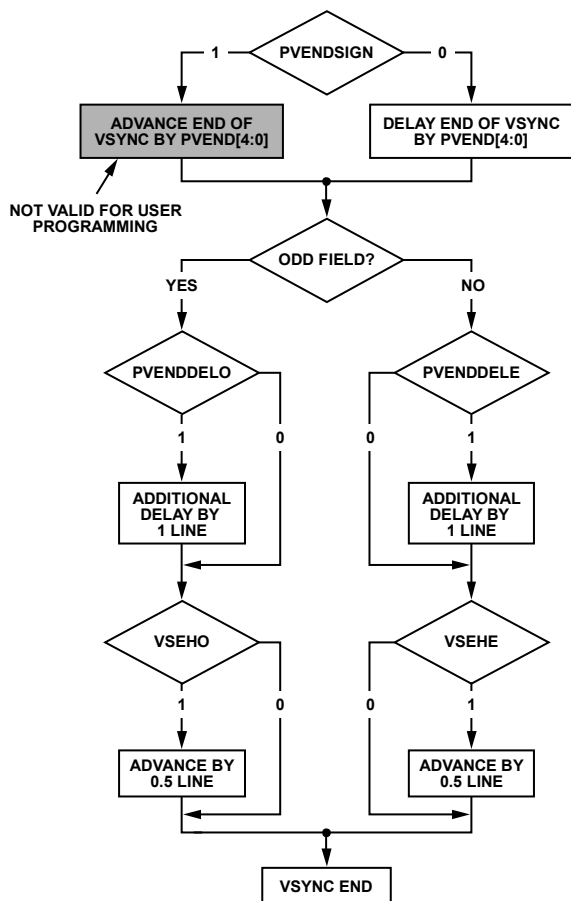 PVENDSIGN
1
0
ADVANCE END OF
VSYNC BY PVEND[4:0]
DELAY END OF VSYNC
BY PVEND[4:0]
NOT VALID FOR USER
PROGRAMMING
ODD FIELD?
YES
NO
PVENDDELO
PVENDDELE
1
0
0
1
ADDITIONAL
DELAY BY
1 LINE
ADDITIONAL
DELAY BY
1 LINE
VSEHO
VSEHE
1
0
0
1
ADVANCE BY
0.5 LINE
ADVANCE BY
0.5 LINE
VSYNC END